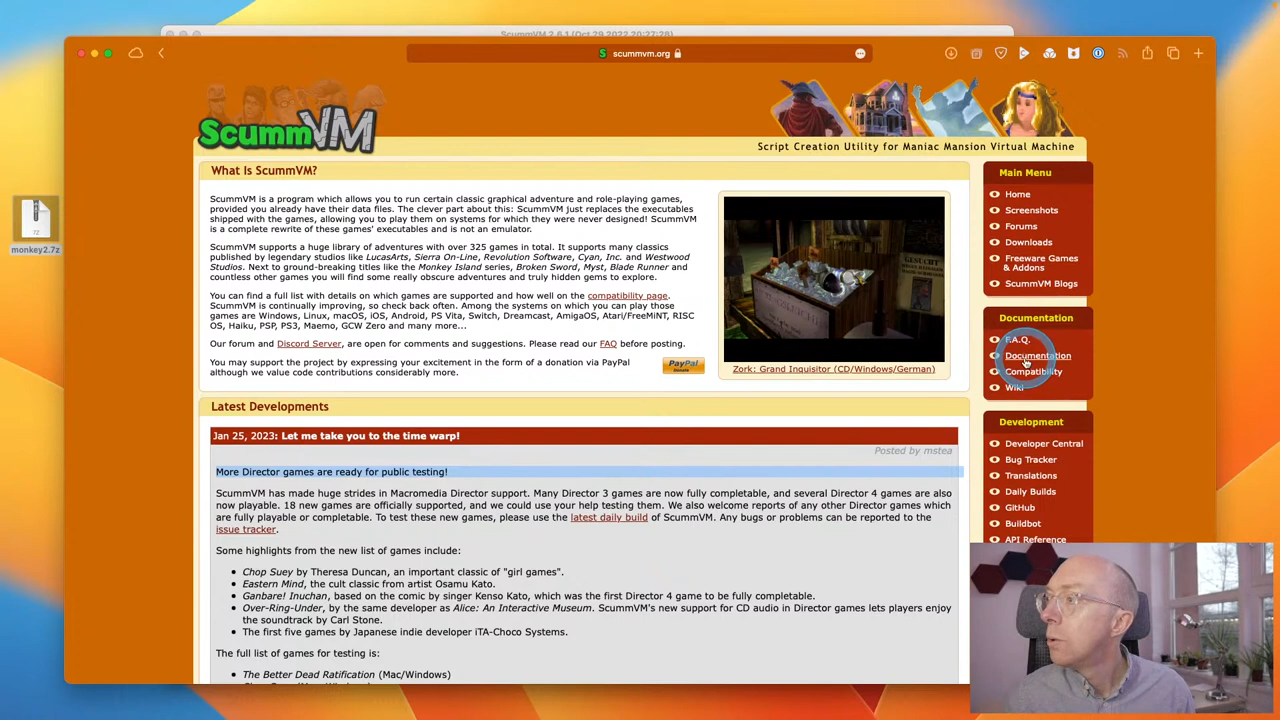 ScummVM 2.6.1 (Oct 29 2022 20:27:28)
scummvm.org
7Z
monkey2.7z
ScummVM
Script Creation Utility for Maniac Mansion Virtual Machine
What Is ScummVM?
ScummVM is a program which allows you to run certain classic graphical adventure and role-playing games,
provided you already have their data files. The clever part about this: ScummVM just replaces the executables
shipped with the games, allowing you to play them on systems for which they were never designed! ScummVM
is a complete rewrite of these games' executables and is not an emulator.
ScummVM supports a huge library of adventures with over 325 games in total. It supports many classics
published by legendary studios like LucasArts, Sierra On-Line, Revolution Software, Cyan, Inc. and Westwood
Studios. Next to ground-breaking titles like the Monkey Island series, Broken Sword, Myst, Blade Runner and
countless other games you will find some really obscure adventures and truly hidden gems to explore.
You can find a full list with details on which games are supported and how well on the compatibility page.
ScummVM is continually improving, so check back often. Among the systems on which you can play those
games are Windows, Linux, macOS, iOS, Android, PS Vita, Switch, Dreamcast, AmigaOS, Atari/FreeMiNT, RISC
OS, Haiku, PSP, PS3, Maemo, GCW Zero and many more...
Our forum and Discord Server, are open for comments and suggestions. Please read our FAQ before posting.
You may support the project by expressing your excitement in the form of a donation via PayPal
although we value code contributions considerably more.
PayPal
Donate
GESUCHT
Zork: Grand Inquisitor (CD/Windows/German)
Latest Developments
Jan 25, 2023: Let me take you to the time warp!
Posted by mstea
More Director games are ready for public testing!
ScummVM has made huge strides in Macromedia Director support. Many Director 3 games are now fully completable, and several Director 4 games are also
now playable. 18 new games are officially supported, and we could use your help testing them. We also welcome reports of any other Director games which
are fully playable or completable. To test these new games, please use the latest daily build of ScummVM. Any bugs or problems can be reported to the
issue tracker.
Some highlights from the new list of games include:
Chop Suey by Theresa Duncan, an important classic of "girl games".
Eastern Mind, the cult classic from artist Osamu Kato.
Ganbare! Inuchan, based on the comic by singer Kenso Kato, which was the first Director 4 game to be fully completable.
Over-Ring-Under, by the same developer as Alice: An Interactive Museum. ScummVM's new support for CD audio in Director games lets players enjoy
the soundtrack by Carl Stone.
The first five games by Japanese indie developer iTA-Choco Systems.
The full list of games for testing is:
The Better Dead Ratification (Mac/Windows)
Main Menu
Home
Screenshots
Forums
Downloads
Freeware Games
& Addons
ScummVM Blogs
Documentation
F.A.Q.
Documentation
Compatibility
Wiki
Development
Developer Central
Bug Tracker
Translations
Daily Builds
GitHub
Buildbot
API Reference